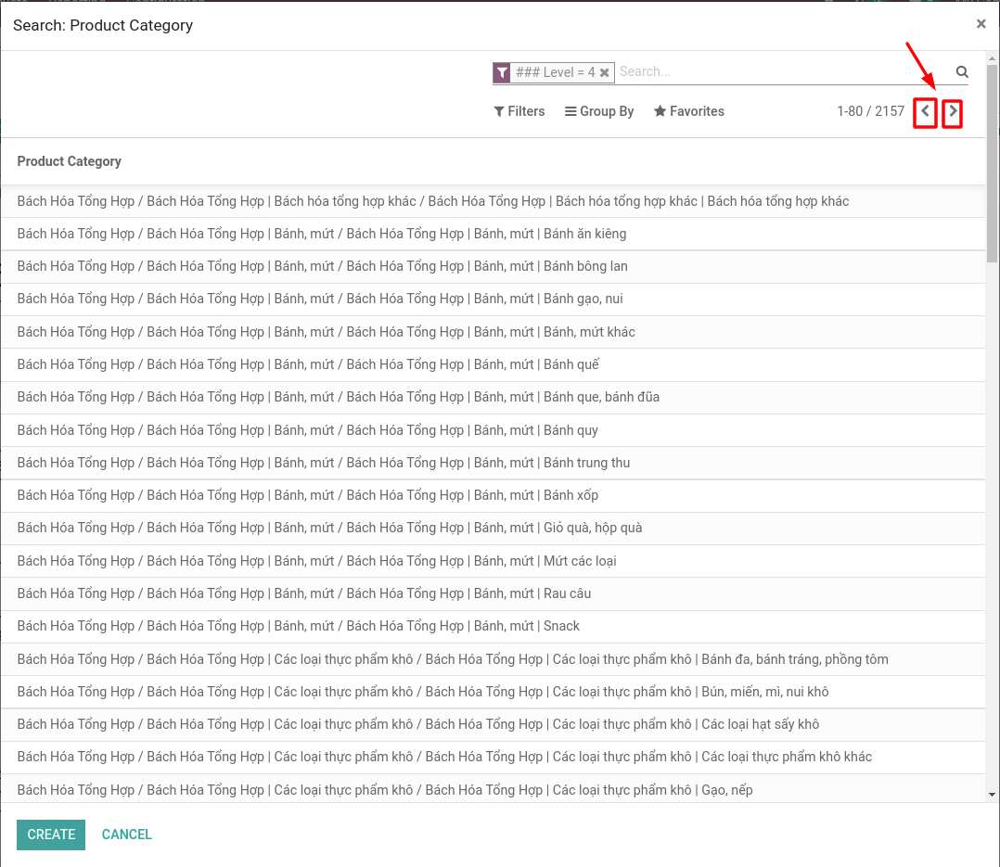 Search: Product Category
×
### Level = 4 ✖ Search...
Filters Group By Favorites 1-80 / 2157
Product Category
Bách Hóa Tổng Hợp / Bách Hóa Tổng Hợp | Bách hóa tổng hợp khác / Bách Hóa Tổng Hợp | Bách hóa tổng hợp khác | Bách hóa tổng hợp khác
Bách Hóa Tổng Hợp / Bách Hóa Tổng Hợp | Bánh, mứt / Bách Hóa Tổng Hợp | Bánh, mứt | Bánh ăn kiêng
Bách Hóa Tổng Hợp / Bách Hóa Tổng Hợp | Bánh, mứt / Bách Hóa Tổng Hợp | Bánh, mứt | Bánh bông lan
Bách Hóa Tổng Hợp / Bách Hóa Tổng Hợp | Bánh, mứt / Bách Hóa Tổng Hợp | Bánh, mứt | Bánh gạo, nui
Bách Hóa Tổng Hợp / Bách Hóa Tổng Hợp | Bánh, mứt / Bách Hóa Tổng Hợp | Bánh, mứt | Bánh, mứt khác
Bách Hóa Tổng Hợp / Bách Hóa Tổng Hợp | Bánh, mứt / Bách Hóa Tổng Hợp | Bánh, mứt | Bánh quế
Bách Hóa Tổng Hợp / Bách Hóa Tổng Hợp | Bánh, mứt / Bách Hóa Tổng Hợp | Bánh, mứt | Bánh que, bánh đũa
Bách Hóa Tổng Hợp / Bách Hóa Tổng Hợp | Bánh, mứt / Bách Hóa Tổng Hợp | Bánh, mứt | Bánh quy
Bách Hóa Tổng Hợp / Bách Hóa Tổng Hợp | Bánh, mứt / Bách Hóa Tổng Hợp | Bánh, mứt | Bánh trung thu
Bách Hóa Tổng Hợp / Bách Hóa Tổng Hợp | Bánh, mứt / Bách Hóa Tổng Hợp | Bánh, mứt | Bánh xốp
Bách Hóa Tổng Hợp / Bách Hóa Tổng Hợp | Bánh, mứt / Bách Hóa Tổng Hợp | Bánh, mứt | Giỏ quà, hộp quà
Bách Hóa Tổng Hợp / Bách Hóa Tổng Hợp | Bánh, mứt / Bách Hóa Tổng Hợp | Bánh, mứt | Mứt các loại
Bách Hóa Tổng Hợp / Bách Hóa Tổng Hợp | Bánh, mứt / Bách Hóa Tổng Hợp | Bánh, mứt | Rau câu
Bách Hóa Tổng Hợp / Bách Hóa Tổng Hợp | Bánh, mứt / Bách Hóa Tổng Hợp | Bánh, mứt | Snack
Bách Hóa Tổng Hợp / Bách Hóa Tổng Hợp | Các loại thực phẩm khô / Bách Hóa Tổng Hợp | Các loại thực phẩm khô | Bánh đa, bánh tráng, phồng tôm
Bách Hóa Tổng Hợp / Bách Hóa Tổng Hợp | Các loại thực phẩm khô / Bách Hóa Tổng Hợp | Các loại thực phẩm khô | Bún, miến, mì, nui khô
Bách Hóa Tổng Hợp / Bách Hóa Tổng Hợp | Các loại thực phẩm khô / Bách Hóa Tổng Hợp | Các loại thực phẩm khô | Các loại hạt sấy khô
Bách Hóa Tổng Hợp / Bách Hóa Tổng Hợp | Các loại thực phẩm khô / Bách Hóa Tổng Hợp | Các loại thực phẩm khô | Các loại thực phẩm khô khác
Bách Hóa Tổng Hợp / Bách Hóa Tổng Hợp | Các loại thực phẩm khô / Bách Hóa Tổng Hợp | Các loại thực phẩm khô | Gạo, nếp
CREATE CANCEL